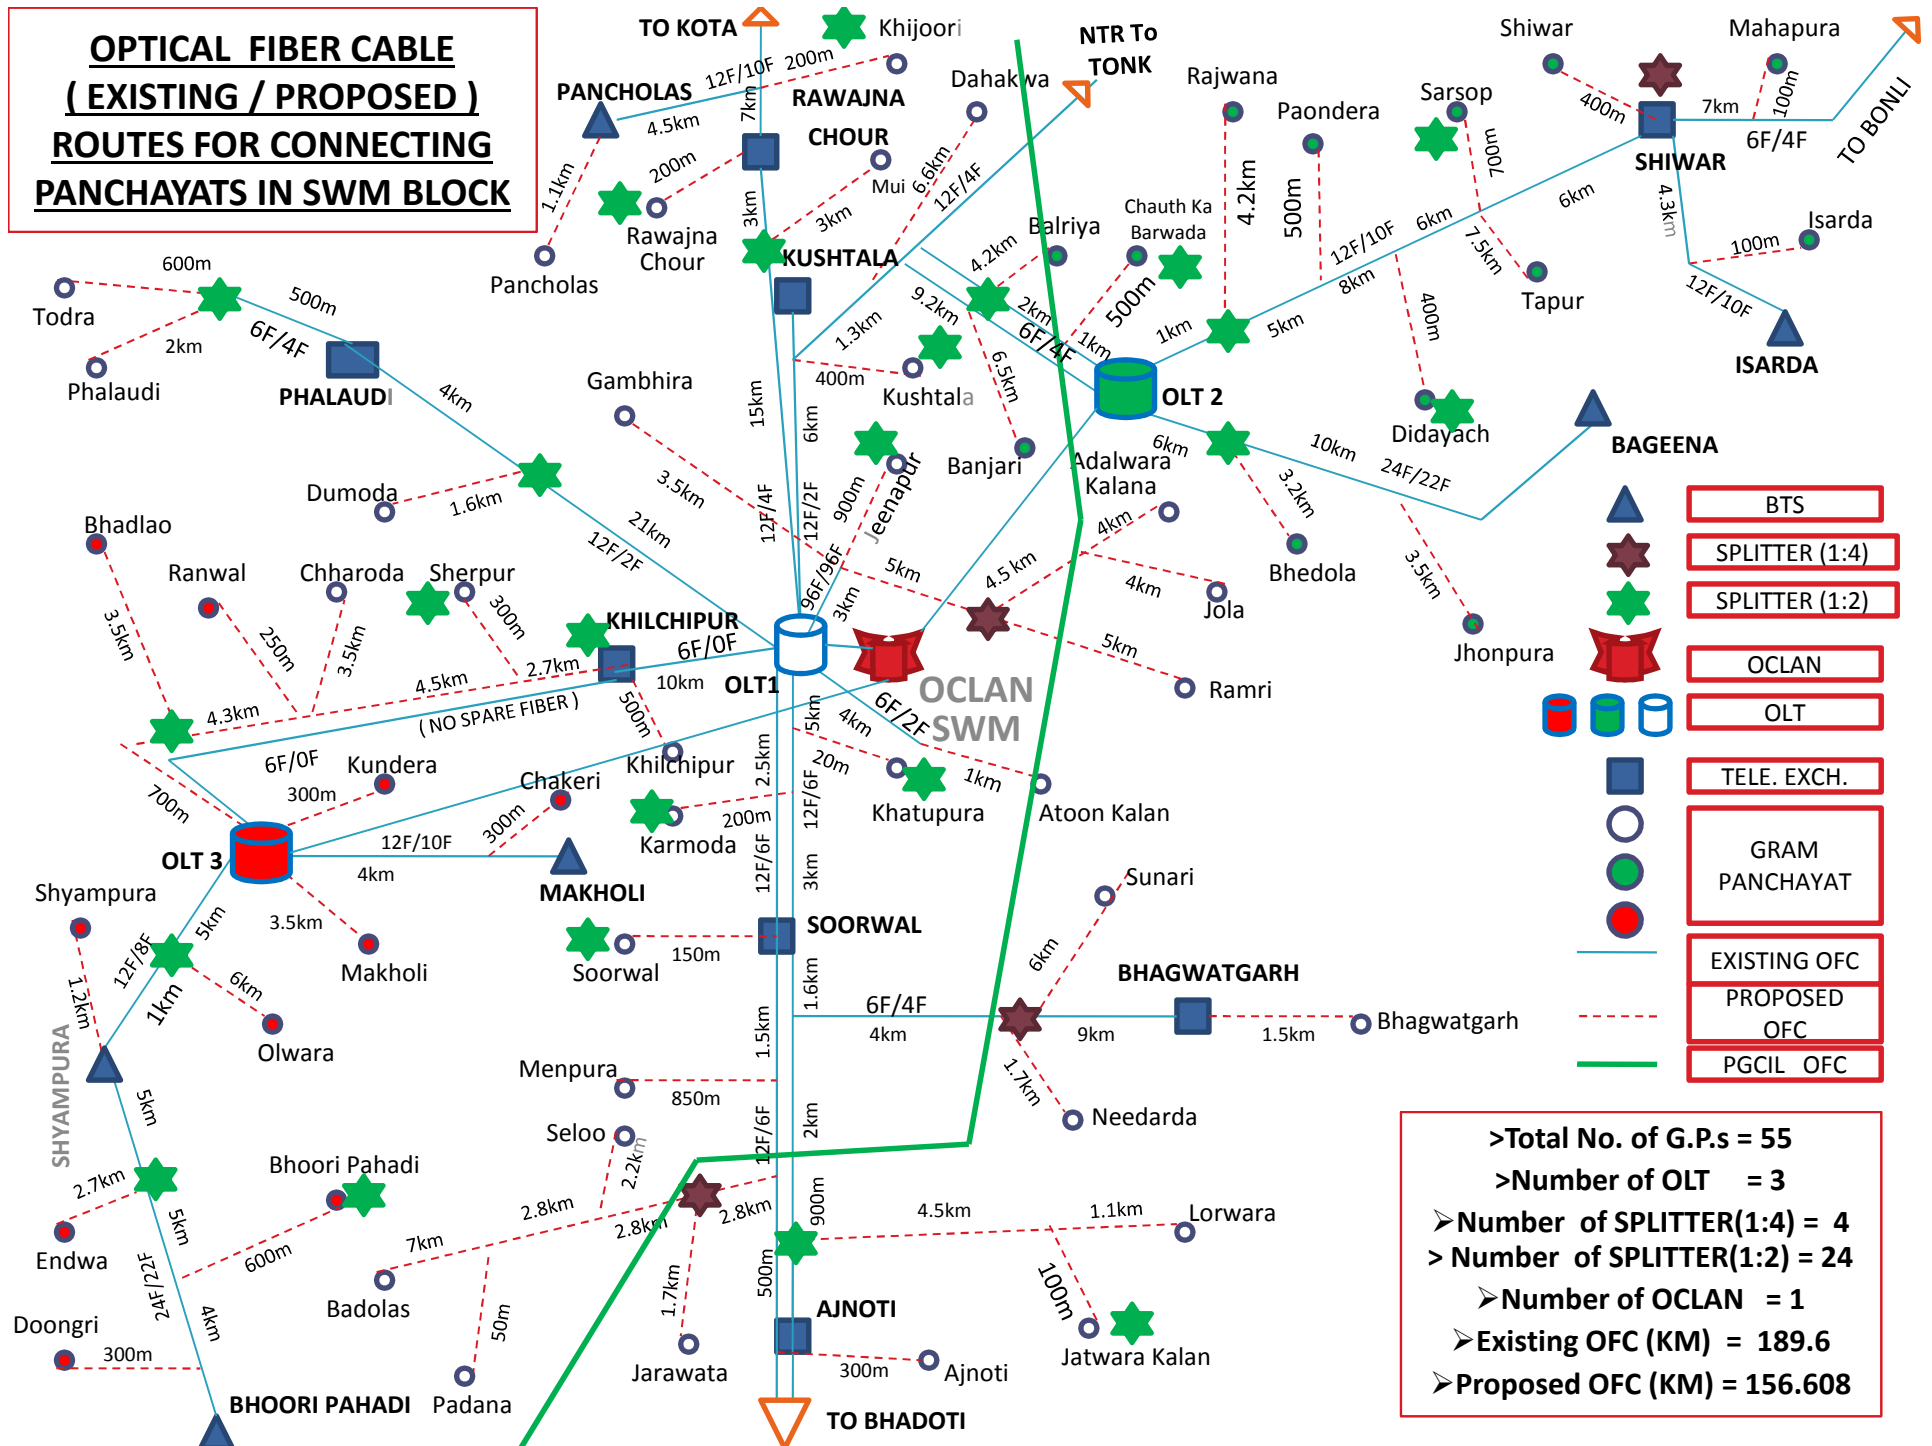 OPTICAL FIBER CABLE
( EXISTING / PROPOSED )
ROUTES FOR CONNECTING
PANCHAYATS IN SWM BLOCK
TO KOTA
Khijoori
12F/10F
200m
PANCHOLAS
4.5km
7km
RAWAJNA
CHOUR
Dahakwa
NTR To
TONK
Rajwana
Paondera
Sarsop
Shiwar
Mahapura
400m
7km
100m
6F/4F
TO BONLI
SHIWAR
700m
1.1km
200m
3km
Mui
3km
6.6km
12F/4F
Pancholas
Rawajna
Chour
KUSHTALA
Balriya
Chauth Ka
Barwada
4.2km
4.2km
500m
12F/10F
6km
6km
8km
7.5km
Tapur
4.3km
Isarda
100m
12F/10F
ISARDA
600m
Todra
500m
6F/4F
2km
Phalaudi
PHALAUDI
4km
9.2km
2km
6F/4F
1km
500m
1km
5km
400m
1.3km
400m
Kushtala
6.5km
Banjari
OLT 2
Didayach
BAGEENA
Gambhira
15km
6km
3.5km
12F/4F
12F/2F
900m
Jeenapur
Adalwara
Kalana
6km
10km
24F/22F
3.2km
Bhedola
3.5km
Jhonpura
Dumoda
1.6km
21km
12F/2F
Bhadlao
Ranwal
Chharoda
Sherpur
3.5km
250m
3.5km
300m
KHILCHIPUR
96F/96F
3km
5km
4.5 km
4km
4km
Jola
5km
Ramri
6F/0F
10km
OLT1
2.7km
4.5km
4.3km
( NO SPARE FIBER )
500m
Khilchipur
6F/0F
700m
OCLAN
SWM
6F/2F
4km
5km
20m
1km
Khatupura
Atoon Kalan
Kundera
300m
Chakeri
300m
2.5km
12F/6F
200m
Karmoda
OLT 3
12F/10F
4km
MAKHOLI
12F/6F
3km
Shyampura
1.2km
12F/8F
5km
3.5km
Makholi
1km
6km
Olwara
SHYAMPURA
Soorwal
150m
SOORWAL
Sunari
6km
BHAGWATGARH
1.6km
1.5km
6F/4F
4km
9km
1.5km
Bhagwatgarh
1.7km
Needarda
Menpura
850m
Seloo
2.2km
12F/6F
2km
5km
2.7km
Endwa
Bhoori Pahadi
5km
600m
24F/22F
4km
Doongri
300m
BHOORI PAHADI
2.8km
2.8km
2.8km
7km
Badolas
50m
Padana
1.7km
Jarawata
900m
500m
4.5km
1.1km
Lorwara
100m
Jatwara Kalan
AJNOTI
300m
Ajnoti
TO BHADOTI
BTS
SPLITTER (1:4)
SPLITTER (1:2)
OCLAN
OLT
TELE. EXCH.
GRAM
PANCHAYAT
EXISTING OFC
PROPOSED
OFC
PGCIL OFC
>Total No. of G.P.s = 55
>Number of OLT = 3
➢Number of SPLITTER(1:4) = 4
> Number of SPLITTER(1:2) = 24
➢Number of OCLAN = 1
➢Existing OFC (KM) = 189.6
➢Proposed OFC (KM) = 156.608